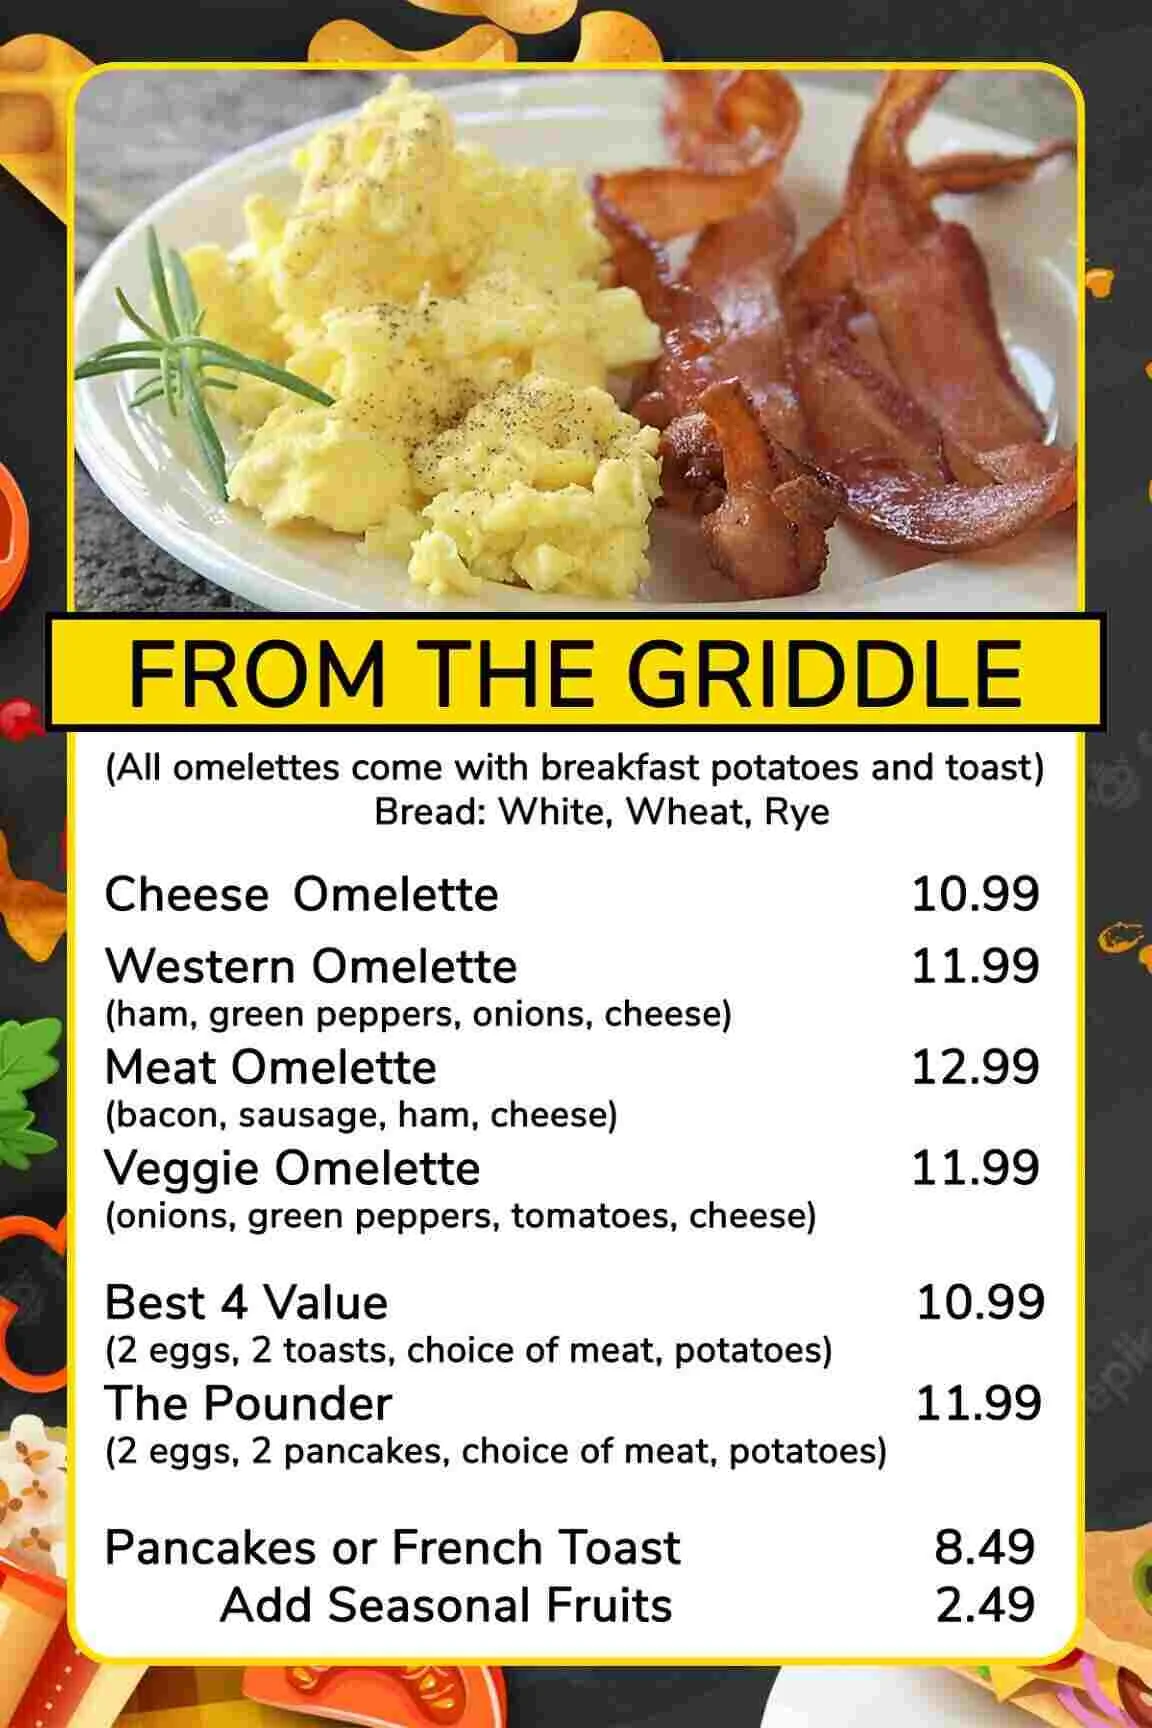 FROM THE GRIDDLE
(All omelettes come with breakfast potatoes and toast)
Bread: White, Wheat, Rye
Cheese Omelette 10.99
Western Omelette 11.99
(ham, green peppers, onions, cheese)
Meat Omelette 12.99
(bacon, sausage, ham, cheese)
Veggie Omelette 11.99
(onions, green peppers, tomatoes, cheese)
Best 4 Value 10.99
(2 eggs, 2 toasts, choice of meat, potatoes)
The Pounder 11.99
(2 eggs, 2 pancakes, choice of meat, potatoes)
Pancakes or French Toast 8.49
Add Seasonal Fruits 2.49